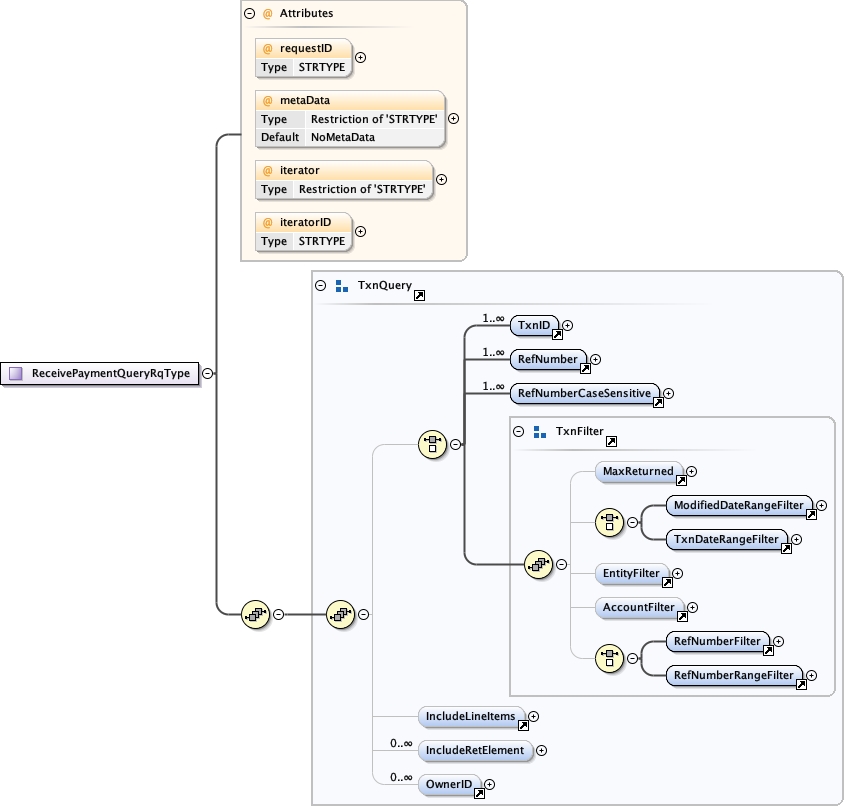 @ Attributes
@ requestID
Type STRTYPE
@ metaData
Type Restriction of 'STRTYPE'
Default NoMetaData
@ iterator
Type Restriction of 'STRTYPE'
@ iteratorID
Type STRTYPE
ReceivePaymentQueryRqType
TxnQuery
1..∞ TxnID
1..∞ RefNumber
1..∞ RefNumberCaseSensitive
TxnFilter
MaxReturned
ModifiedDateRangeFilter
TxnDateRangeFilter
EntityFilter
AccountFilter
RefNumberFilter
RefNumberRangeFilter
IncludeLineItems
0..∞ IncludeRetElement
0..∞ OwnerID